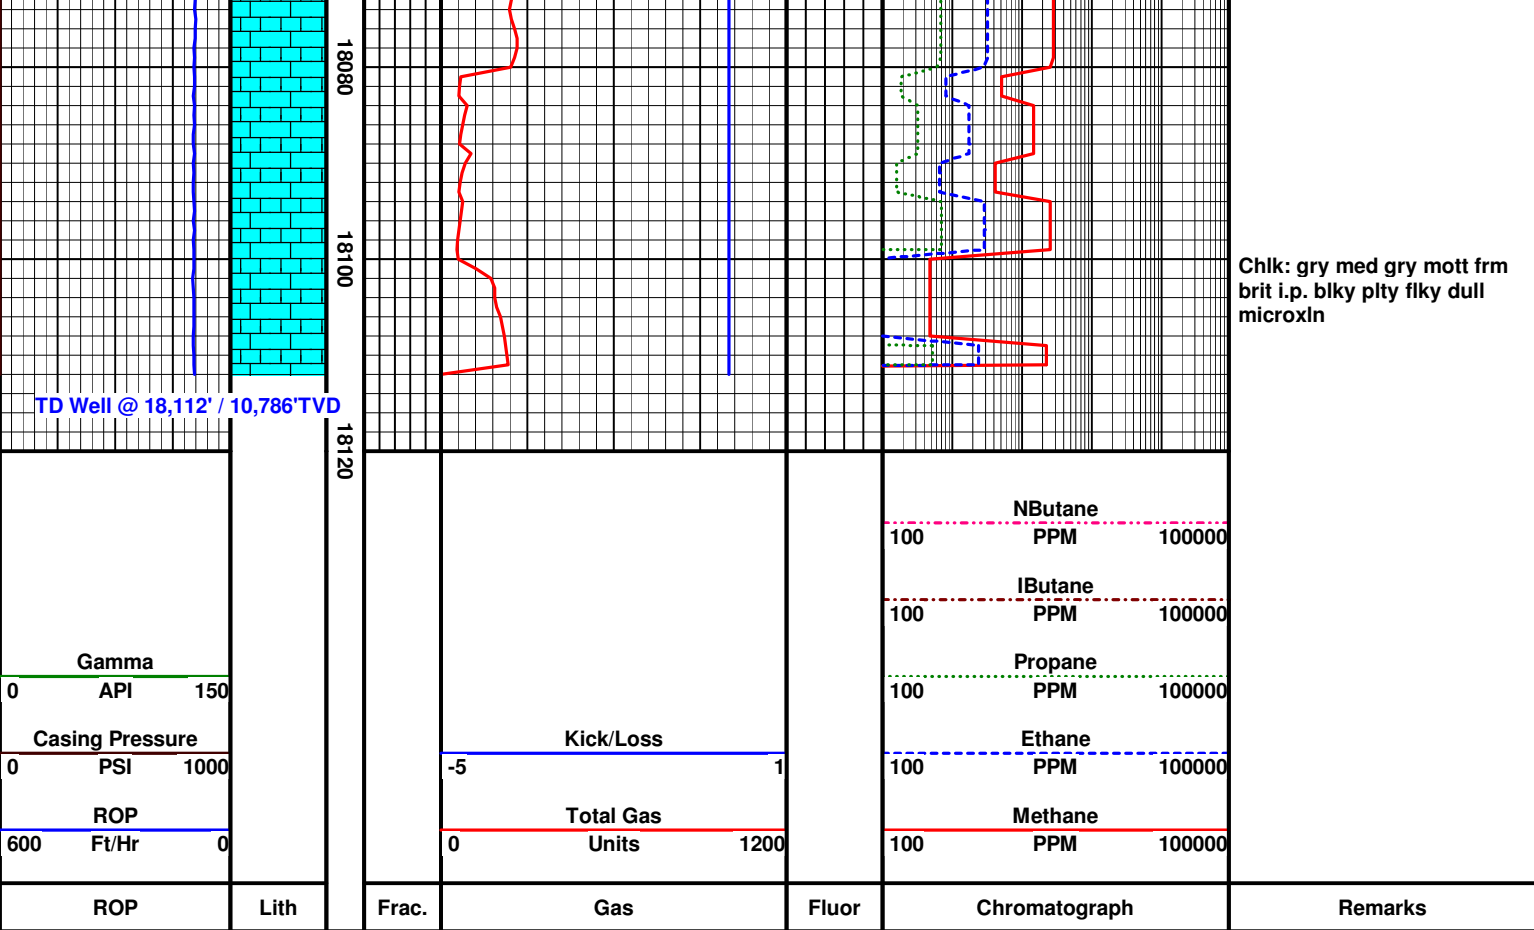 18080
18100
18120
Chlk: gry med gry mott frm
brit i.p. blky plty flky dull
microxln
TD Well @ 18,112' / 10,786'TVD
NButane
100 PPM 100000
IButane
100 PPM 100000
Gamma
0 API 150
Propane
100 PPM 100000
Casing Pressure
0 PSI 1000
Kick/Loss
-5 1
Ethane
100 PPM 100000
ROP
600 Ft/Hr 0
Total Gas
0 Units 1200
Methane
100 PPM 100000
ROP Lith Frac. Gas Fluor Chromatograph Remarks